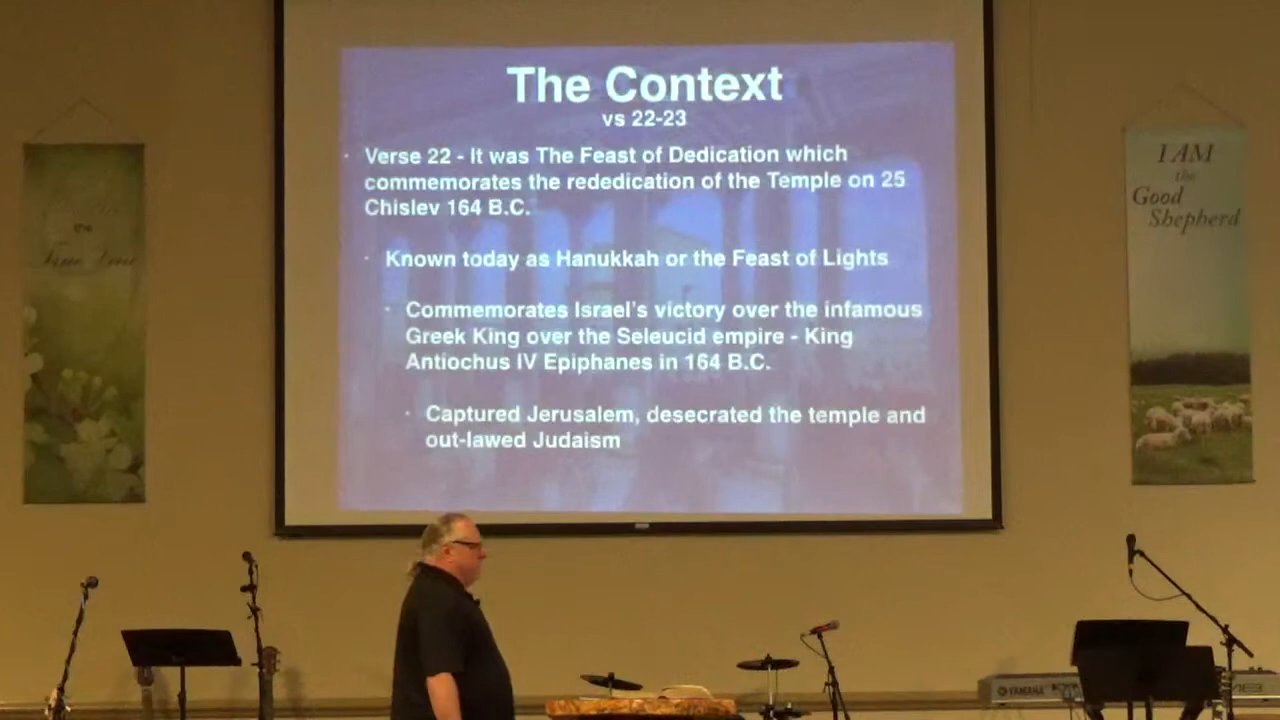 The Context
vs 22-23
Verse 22 - It was The Feast of Dedication which
commemorates the rededication of the Temple on 25
Chislev 164 B.C.
Known today as Hanukkah or the Feast of Lights
Commemorates Israel's victory over the infamous
Greek King over the Seleucid empire - King
Antiochus IV Epiphanes in 164 B.C.
Captured Jerusalem, desecrated the temple and
out-lawed Judaism
the
I AM
the
Good
Shepherd
YAMAHA